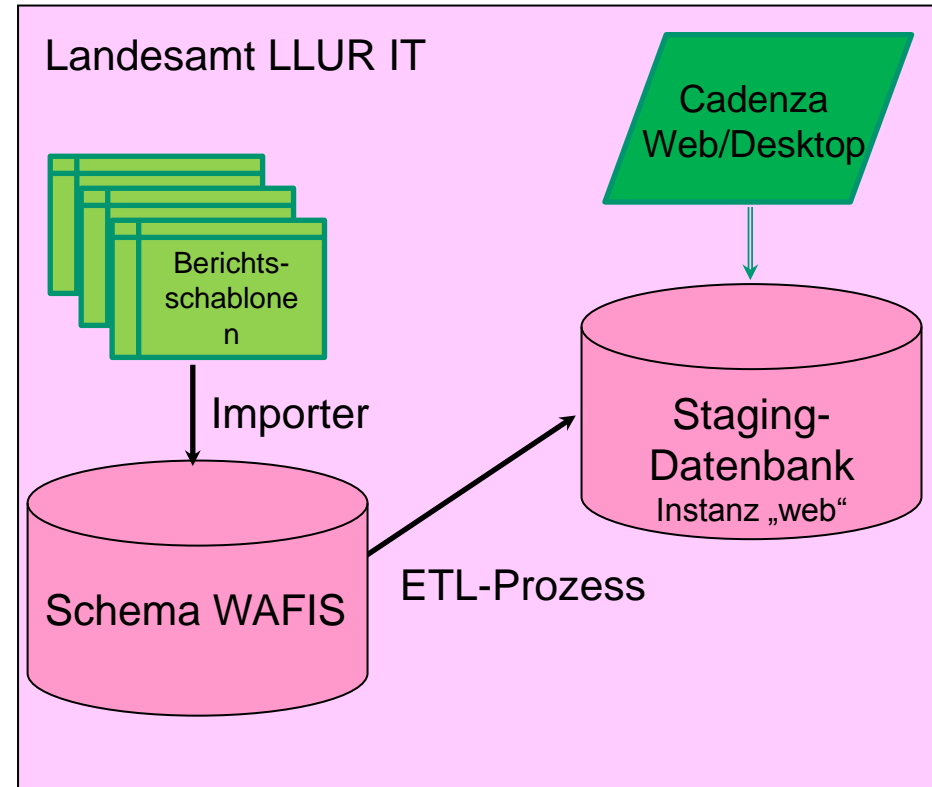 Landesamt LLUR IT
Cadenza
Web/Desktop
Berichts-
schablone
n
Importer
Staging-
Datenbank
Instanz „web“
ETL-Prozess
Schema WAFIS